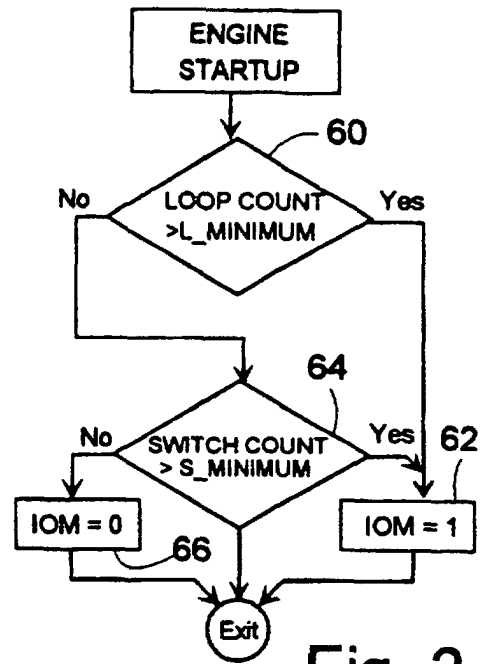 ENGINE
STARTUP
60
No
LOOP COUNT
Yes
>L_MINIMUM
64
No
SWITCH COUNT
Yes
62
> S_MINIMUM
IOM = 0
IOM = 1
66
Exit
Fig.